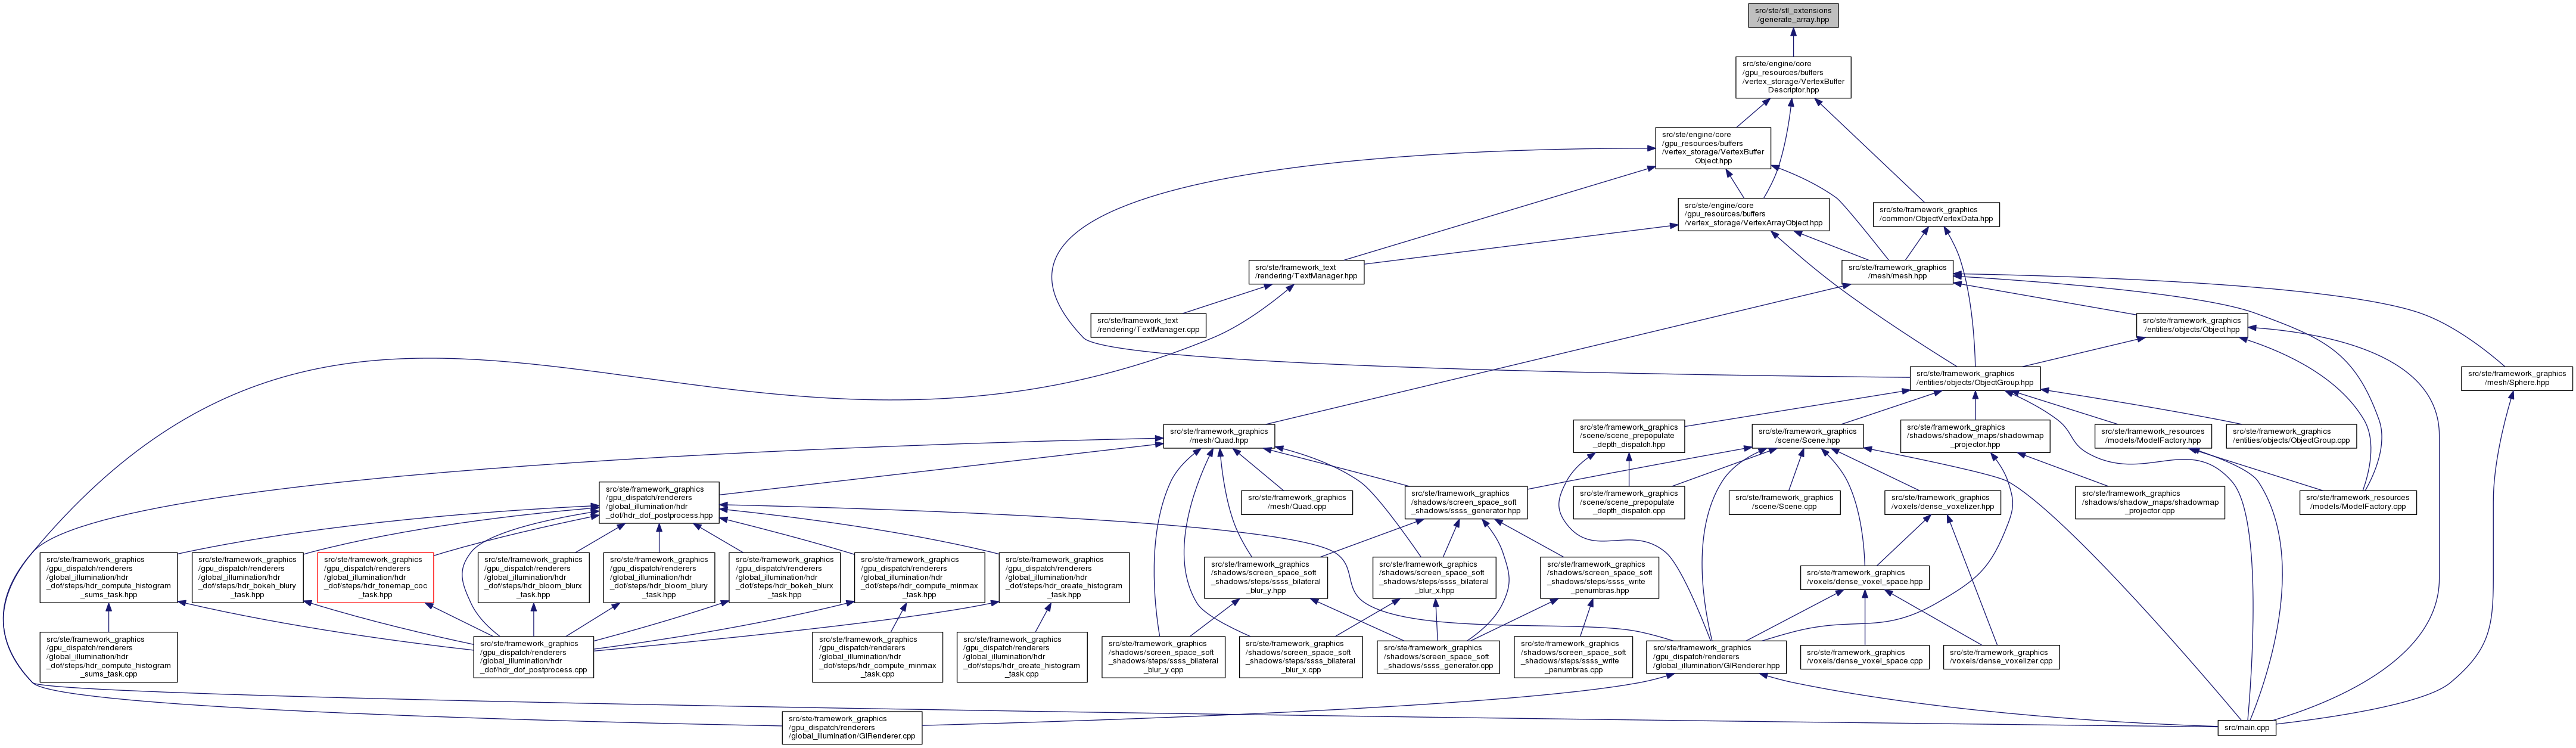 src/ste/stl_extensions
/generate_array.hpp
src/ste/engine/core
/gpu_resources/buffers
/vertex_storage/VertexBuffer
Descriptor.hpp
src/ste/engine/core
/gpu_resources/buffers
/vertex_storage/VertexBuffer
Object.hpp
src/ste/engine/core
/gpu_resources/buffers
/vertex_storage/VertexArrayObject.hpp
src/ste/framework_graphics
/common/ObjectVertexData.hpp
src/ste/framework_text
/rendering/TextManager.hpp
src/ste/framework_graphics
/mesh/mesh.hpp
src/ste/framework_text
/rendering/TextManager.cpp
src/ste/framework_graphics
/entities/objects/Object.hpp
src/ste/framework_graphics
/entities/objects/ObjectGroup.hpp
src/ste/framework_graphics
/mesh/Sphere.hpp
src/ste/framework_graphics
/mesh/Quad.hpp
src/ste/framework_graphics
/scene/scene_prepopulate
_depth_dispatch.hpp
src/ste/framework_graphics
/scene/Scene.hpp
src/ste/framework_graphics
/shadows/shadow_maps/shadowmap
_projector.hpp
src/ste/framework_resources
/models/ModelFactory.hpp
src/ste/framework_graphics
/entities/objects/ObjectGroup.cpp
src/ste/framework_graphics
/gpu_dispatch/renderers
/global_illumination/hdr
_dof/hdr_dof_postprocess.hpp
src/ste/framework_graphics
/mesh/Quad.cpp
src/ste/framework_graphics
/shadows/screen_space_soft
_shadows/ssss_generator.hpp
src/ste/framework_graphics
/scene/scene_prepopulate
_depth_dispatch.cpp
src/ste/framework_graphics
/scene/Scene.cpp
src/ste/framework_graphics
/voxels/dense_voxelizer.hpp
src/ste/framework_graphics
/shadows/shadow_maps/shadowmap
_projector.cpp
src/ste/framework_resources
/models/ModelFactory.cpp
src/ste/framework_graphics
/gpu_dispatch/renderers
/global_illumination/hdr
_dof/steps/hdr_compute_histogram
_sums_task.hpp
src/ste/framework_graphics
/gpu_dispatch/renderers
/global_illumination/hdr
_dof/steps/hdr_bokeh_blury
_task.hpp
src/ste/framework_graphics
/gpu_dispatch/renderers
/global_illumination/hdr
_dof/steps/hdr_tonemap_coc
_task.hpp
src/ste/framework_graphics
/gpu_dispatch/renderers
/global_illumination/hdr
_dof/steps/hdr_bloom_blurx
_task.hpp
src/ste/framework_graphics
/gpu_dispatch/renderers
/global_illumination/hdr
_dof/steps/hdr_bloom_blury
_task.hpp
src/ste/framework_graphics
/gpu_dispatch/renderers
/global_illumination/hdr
_dof/steps/hdr_bokeh_blurx
_task.hpp
src/ste/framework_graphics
/gpu_dispatch/renderers
/global_illumination/hdr
_dof/steps/hdr_compute_minmax
_task.hpp
src/ste/framework_graphics
/gpu_dispatch/renderers
/global_illumination/hdr
_dof/steps/hdr_create_histogram
_task.hpp
src/ste/framework_graphics
/shadows/screen_space_soft
_shadows/steps/ssss_bilateral
_blur_y.hpp
src/ste/framework_graphics
/shadows/screen_space_soft
_shadows/steps/ssss_bilateral
_blur_x.hpp
src/ste/framework_graphics
/shadows/screen_space_soft
_shadows/steps/ssss_write
_penumbras.hpp
src/ste/framework_graphics
/voxels/dense_voxel_space.hpp
src/ste/framework_graphics
/gpu_dispatch/renderers
/global_illumination/hdr
_dof/steps/hdr_compute_histogram
_sums_task.cpp
src/ste/framework_graphics
/gpu_dispatch/renderers
/global_illumination/hdr
_dof/hdr_dof_postprocess.cpp
src/ste/framework_graphics
/gpu_dispatch/renderers
/global_illumination/hdr
_dof/steps/hdr_compute_minmax
_task.cpp
src/ste/framework_graphics
/gpu_dispatch/renderers
/global_illumination/hdr
_dof/steps/hdr_create_histogram
_task.cpp
src/ste/framework_graphics
/shadows/screen_space_soft
_shadows/steps/ssss_bilateral
_blur_y.cpp
src/ste/framework_graphics
/shadows/screen_space_soft
_shadows/steps/ssss_bilateral
_blur_x.cpp
src/ste/framework_graphics
/shadows/screen_space_soft
_shadows/ssss_generator.cpp
src/ste/framework_graphics
/shadows/screen_space_soft
_shadows/steps/ssss_write
_penumbras.cpp
src/ste/framework_graphics
/gpu_dispatch/renderers
/global_illumination/GIRenderer.hpp
src/ste/framework_graphics
/voxels/dense_voxel_space.cpp
src/ste/framework_graphics
/voxels/dense_voxelizer.cpp
src/ste/framework_graphics
/gpu_dispatch/renderers
/global_illumination/GIRenderer.cpp
src/main.cpp